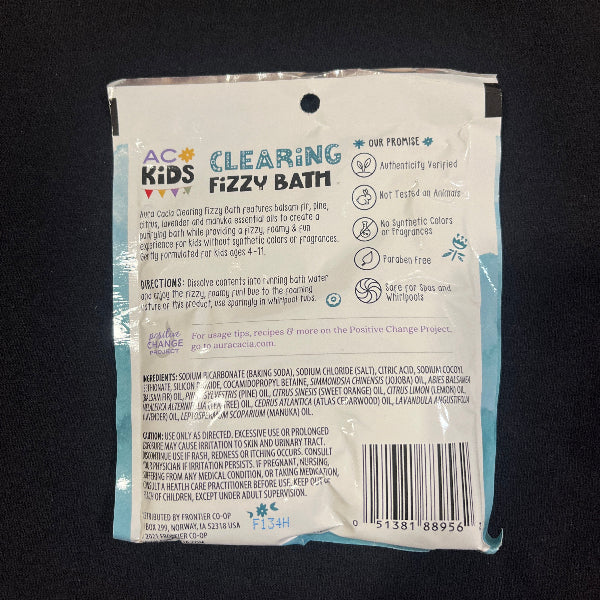 AC
KiDS
CLEARiNG
FiZZY BATH
Aura Cacia Clearing Fizzy Bath features balsam fir, pine,
citrus, lavender and manuka essential oils to create a
purifying bath while providing a fizzy, foamy & fun
experience for kids without synthetic colors or fragrances.
Gently formulated for kids ages 4-11.
DIRECTIONS: Dissolve contents into running bath water
and enjoy the fizzy, foamy fun! Due to the foaming
nature of this product, use sparingly in whirlpool tubs.
OUR PROMISE
Authenticity Verified
Not Tested on Animals
No Synthetic Colors
or Fragrances
Paraben Free
Safe for Spas and
Whirlpools
positive
CHANGE
PROJECT
For usage tips, recipes & more on the Positive Change Project,
go to auracacia.com.
INGREDIENTS: SODIUM BICARBONATE (BAKING SODA), SODIUM CHLORIDE (SALT), CITRIC ACID, SODIUM COCOYL
SILICON DIOXIDE, COCAMIDOPROPYL BETAINE, SIMMONDSIA CHINENSIS (JOJOBA) OIL, ABIES BALSAMEA
(BALSAM FIR) OIL, PINUS SYLVESTRIS (PINE) OIL, CITRUS SINESIS (SWEET ORANGE) OIL, CITRUS LIMON (LEMON) OIL,
MELALEUCA ALTERNIFOLIA (TEA TREE) OIL, CEDRUS ATLANTICA (ATLAS CEDARWOOD) OIL, LAVANDULA ANGUSTIFOLIA
(LAVENDER) OIL, LEPTOSPERMUM SCOPARIUM (MANUKA) OIL.
CAUTION: USE ONLY AS DIRECTED. EXCESSIVE USE OR PROLONGED
EXPOSURE MAY CAUSE IRRITATION TO SKIN AND URINARY TRACT.
DISCONTINUE USE IF RASH, REDNESS OR ITCHING OCCURS. CONSULT
YOUR PHYSICIAN IF IRRITATION PERSISTS. IF PREGNANT, NURSING,
SUFFERING FROM ANY MEDICAL CONDITION, OR TAKING MEDICATION,
CONSULT A HEALTH CARE PRACTITIONER BEFORE USE. KEEP OUT OF
REACH OF CHILDREN, EXCEPT UNDER ADULT SUPERVISION.
DISTRIBUTED BY FRONTIER CO-OP
BOX 299, NORWAY, IA 52318 USA
2021 FRONTIER CO-OP
F134H
0 51381 88956